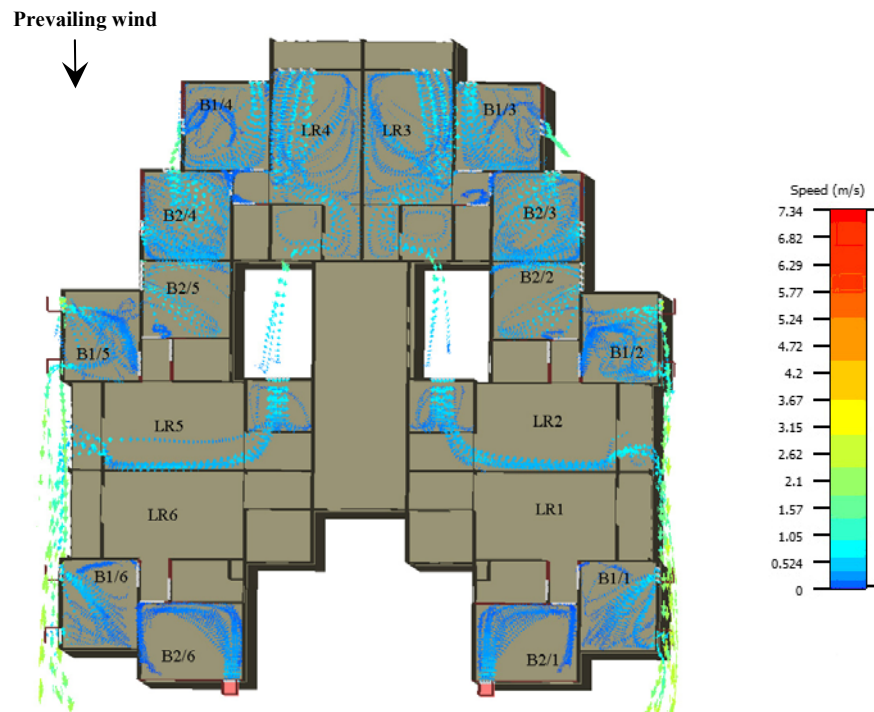 Prevailing wind
B1/4
LR4
LR3
B1/3
B2/4
B2/3
B2/5
B2/2
B1/5
B1/2
LR5
LR2
LR6
LR1
B1/6
B1/1
B2/6
B2/1
Speed (m/s)
7.34
6.82
6.29
5.77
5.24
4.72
4.2
3.67
3.15
2.62
2.1
1.57
1.05
0.524
0